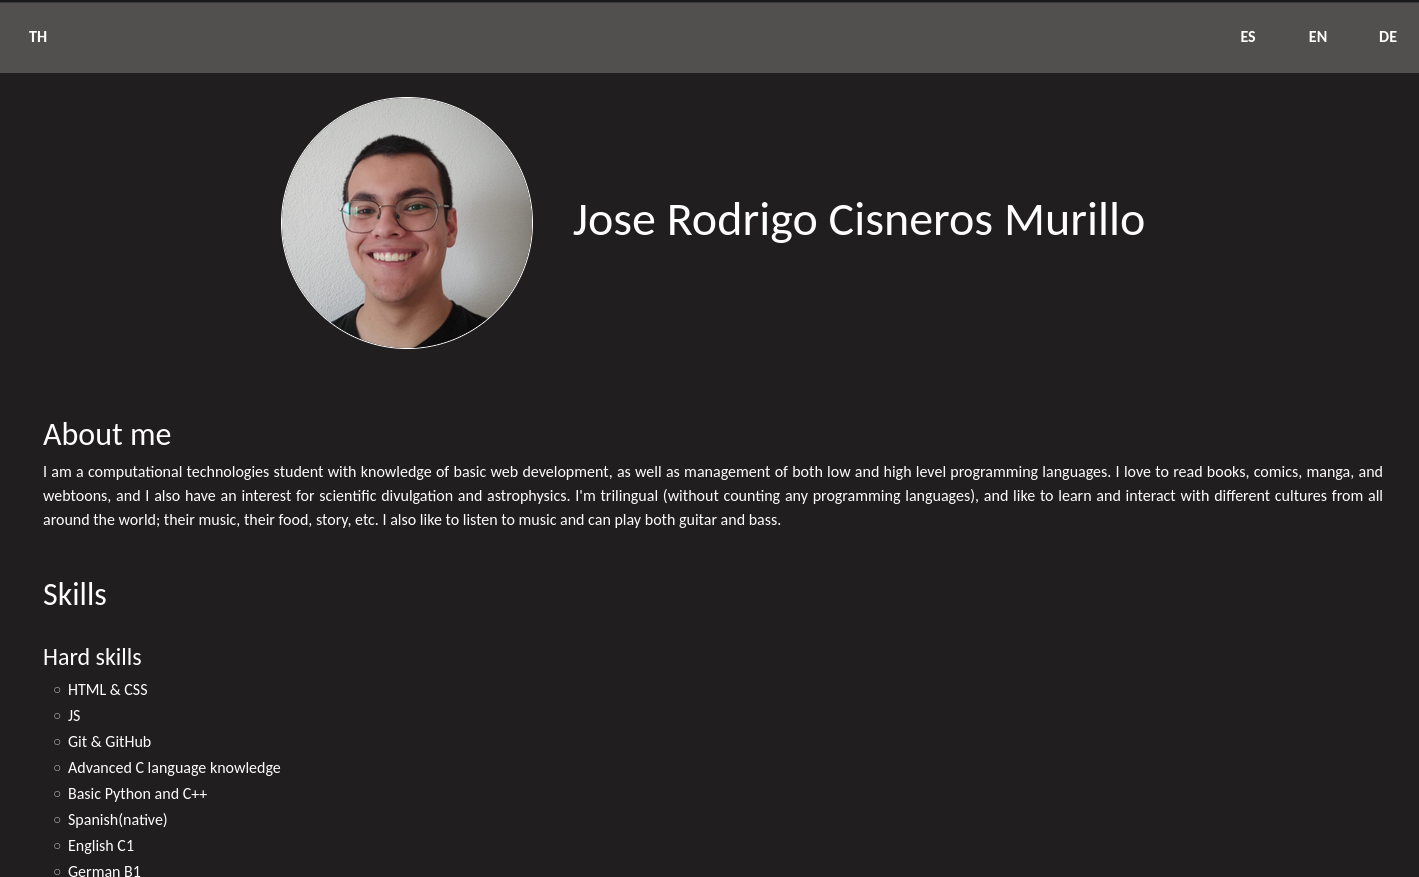 TH ES EN DE
Jose Rodrigo Cisneros Murillo
About me
I am a computational technologies student with knowledge of basic web development, as well as management of both low and high level programming languages. I love to read books, comics, manga, and
webtoons, and I also have an interest for scientific divulgation and astrophysics. I'm trilingual (without counting any programming languages), and like to learn and interact with different cultures from all
around the world; their music, their food, story, etc. I also like to listen to music and can play both guitar and bass.
Skills
Hard skills
HTML & CSS
JS
Git & GitHub
Advanced C language knowledge
Basic Python and C++
Spanish(native)
English C1
German B1